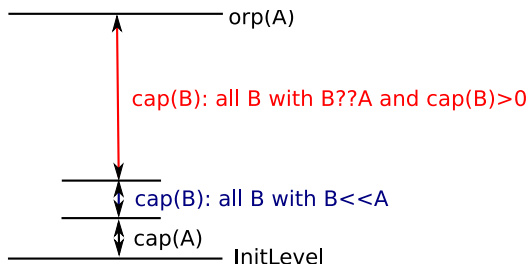 orp(A)
cap(B): all B with B??A and cap(B)>0
cap(B): all B with B<<A
cap(A)
InitLevel